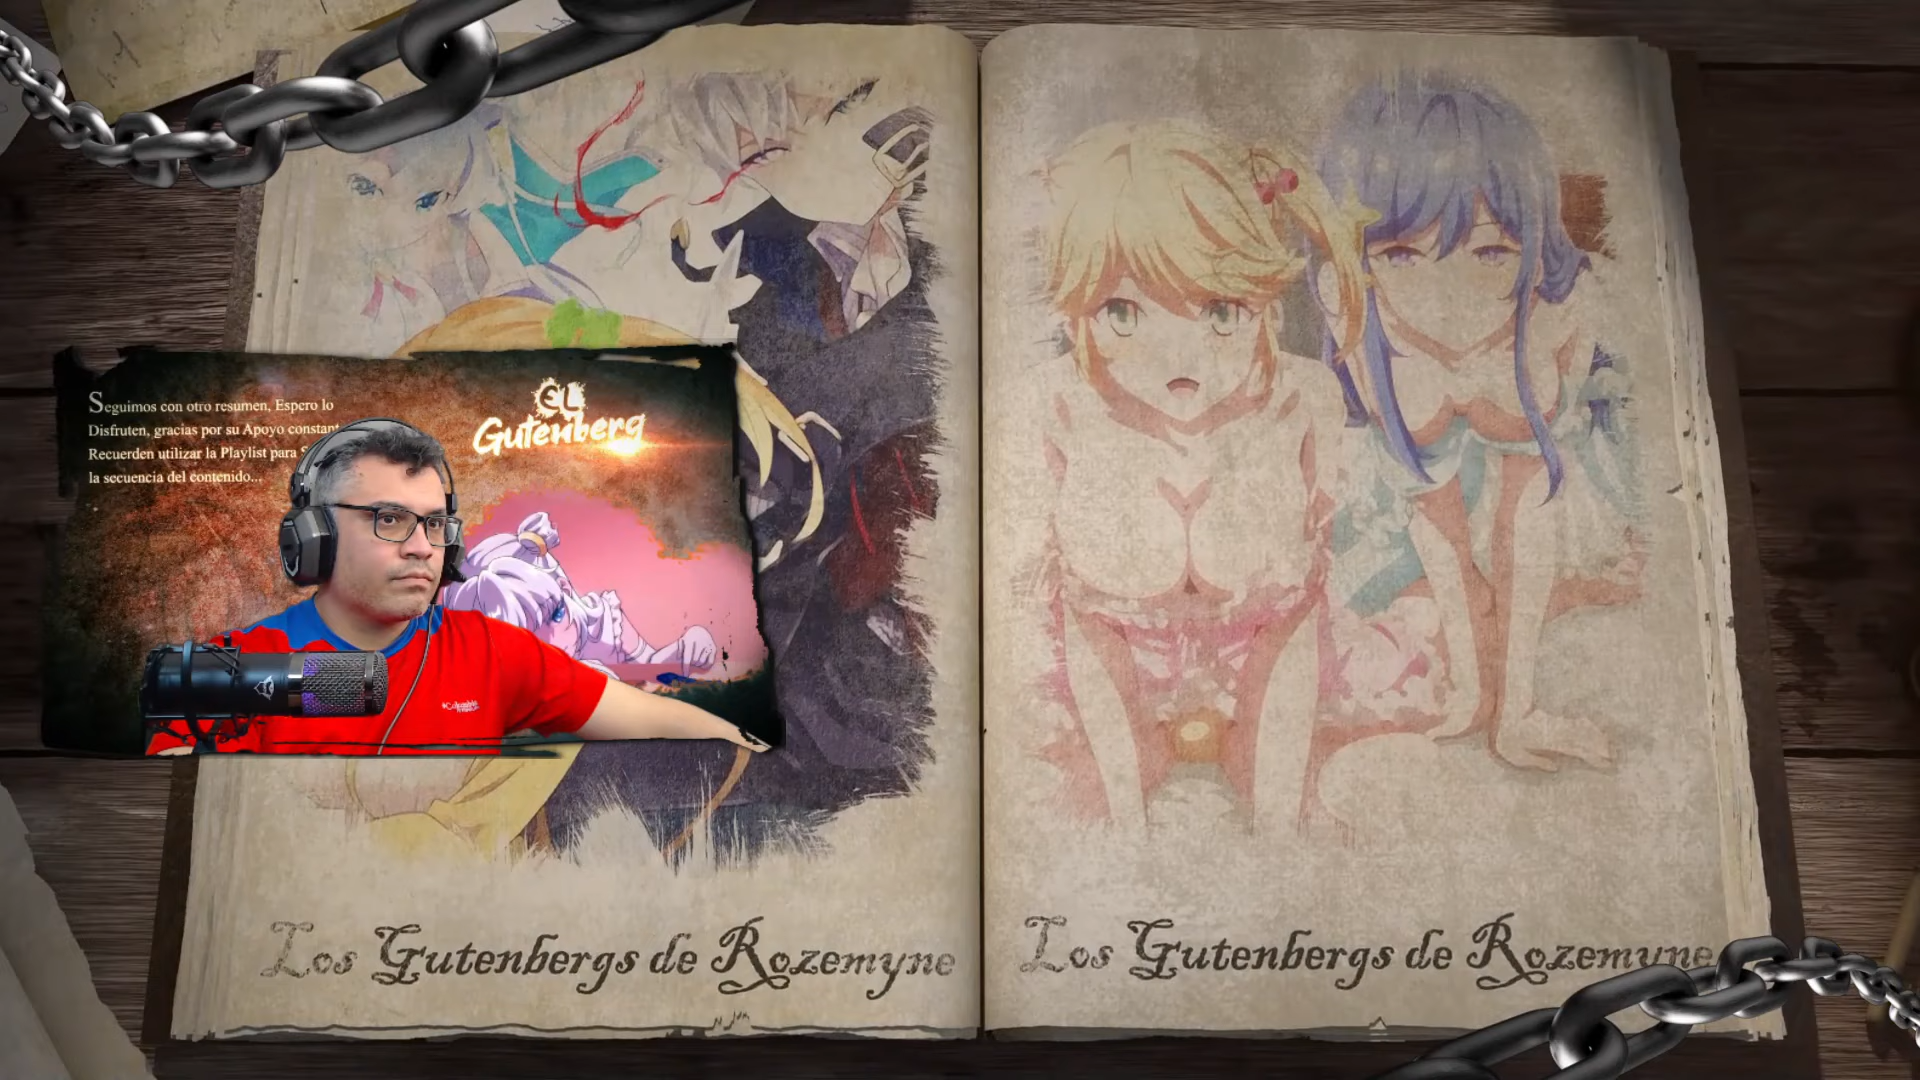 Seguimos con otro resumen, Espero lo
Disfruten, gracias por su Apoyo constant
Recuerden utilizar la Playlist para S
la secuencia del contenido...
EL
Gutenberg
Columbia
Los Gutenbergs de Rozemyne
Los Gutenbergs de Rozemyne